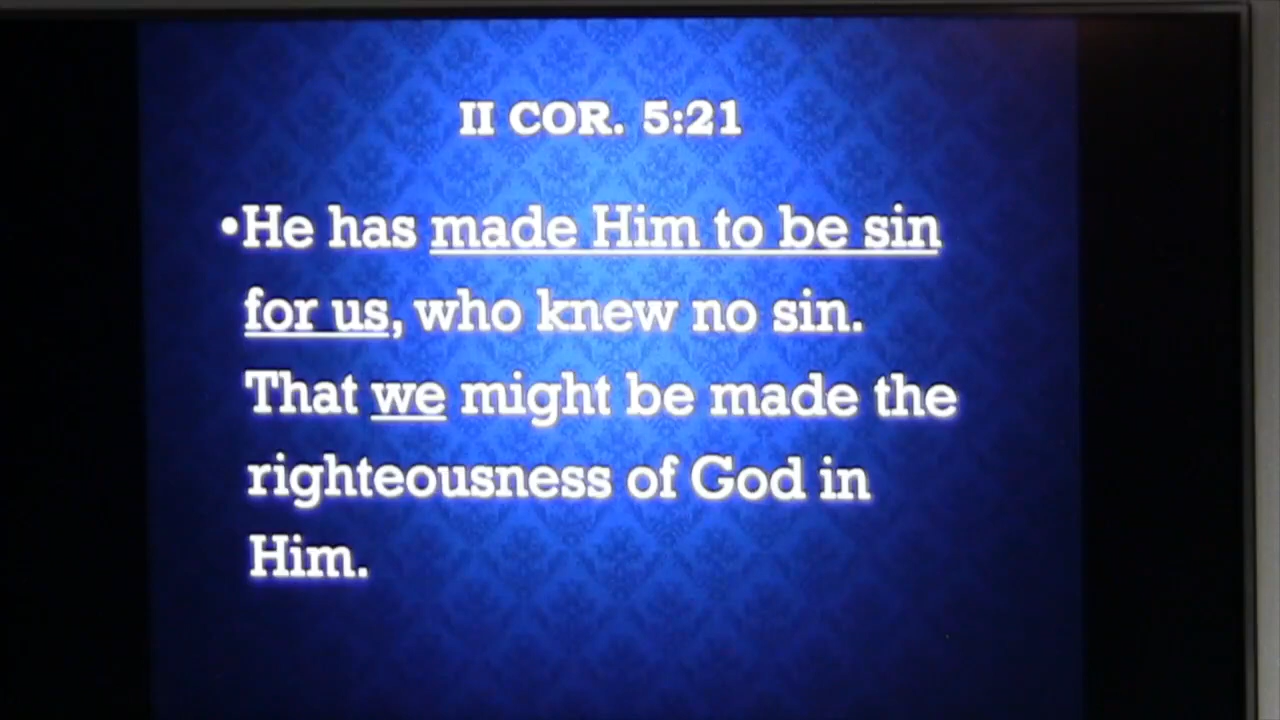 II COR. 5:21
•He has made Him to be sin
for us, who knew no sin.
That we might be made the
righteousness of God in
Him.